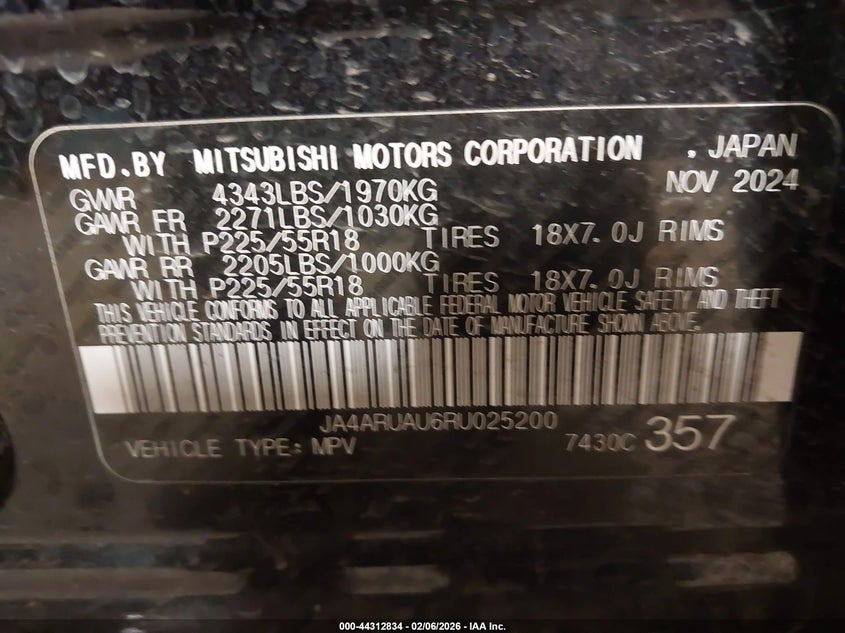 MFD.BY MITSUBISHI MOTORS CORPORATION . JAPAN
GVWR 4343LBS/1970KG NOV 2024
GAWR FR 2271LBS/1030KG
WITH P225/55R18 TIRES 18X7.0J RIMS
GAWR RR 2205LBS/1000KG
WITH P225/55R18 TIRES 18X7.0J RIMS
THIS VEHICLE CONFORMS TO ALL APPLICABLE FEDERAL MOTOR VEHICLE SAFETY AND THEFT
PREVENTION STANDARDS IN EFFECT ON THE DATE OF MANUFACTURE SHOWN ABOVE.
JA4ARUAU6RU025200
VEHICLE TYPE: MPV 7430C 357
000-44312834 - 02/06/2026 - IAA Inc.